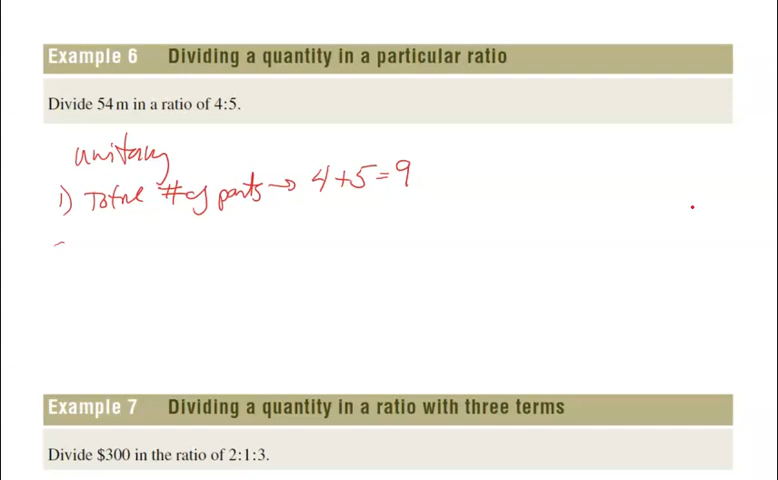 Example 6 Dividing a quantity in a particular ratio
Divide 54 m in a ratio of 4:5.
unitary
1) Total # of parts → 4+5=9
Example 7 Dividing a quantity in a ratio with three terms
Divide $300 in the ratio of 2:1:3.